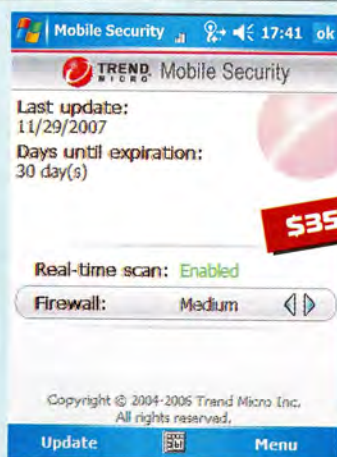 Mobile Security 17:41 ok
TREND MICRO Mobile Security
Last update:
11/29/2007
Days until expiration:
30 day(s)
$35
Real-time scan: Enabled
Firewall: Medium
Copyright © 2004-2006 Trend Micro Inc.
All rights reserved.
Update Menu